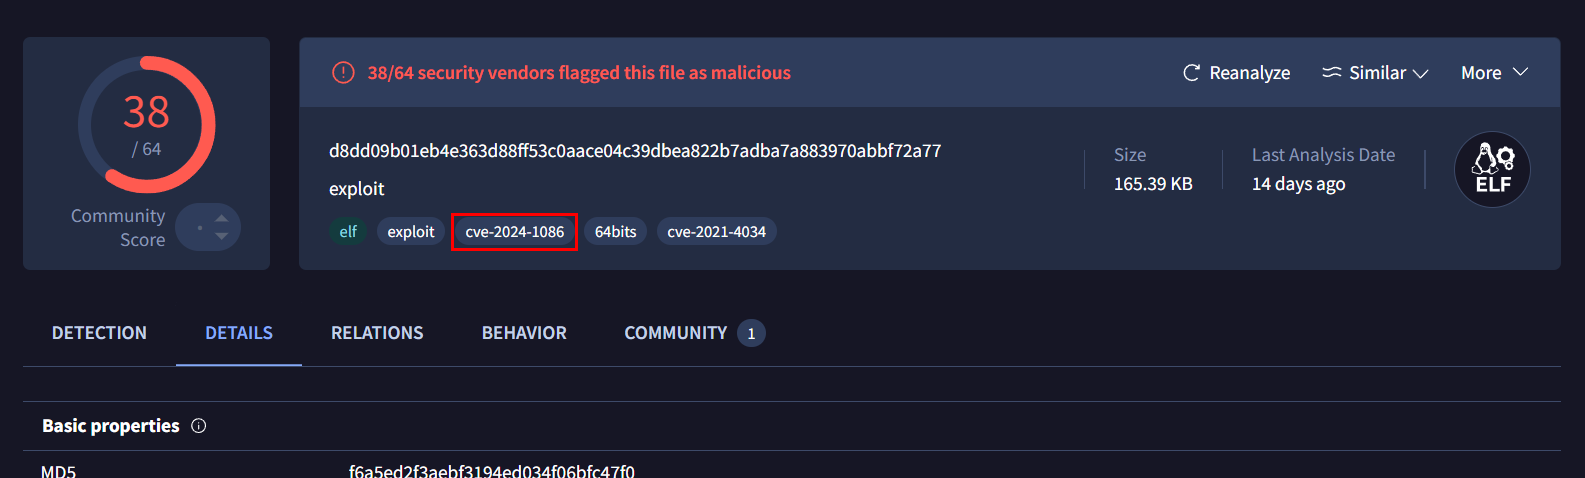 38
/ 64
Community
Score
38/64 security vendors flagged this file as malicious
Reanalyze
Similar
More
d8dd09b01eb4e363d88ff53c0aace04c39dbea822b7adba7a883970abbf72a77
exploit
elf
exploit
cve-2024-1086
64bits
cve-2021-4034
Size
165.39 KB
Last Analysis Date
14 days ago
ELF
DETECTION
DETAILS
RELATIONS
BEHAVIOR
COMMUNITY 1
Basic properties
MD5
f6a5ed2f3aebf3194ed034f06bfc47f0